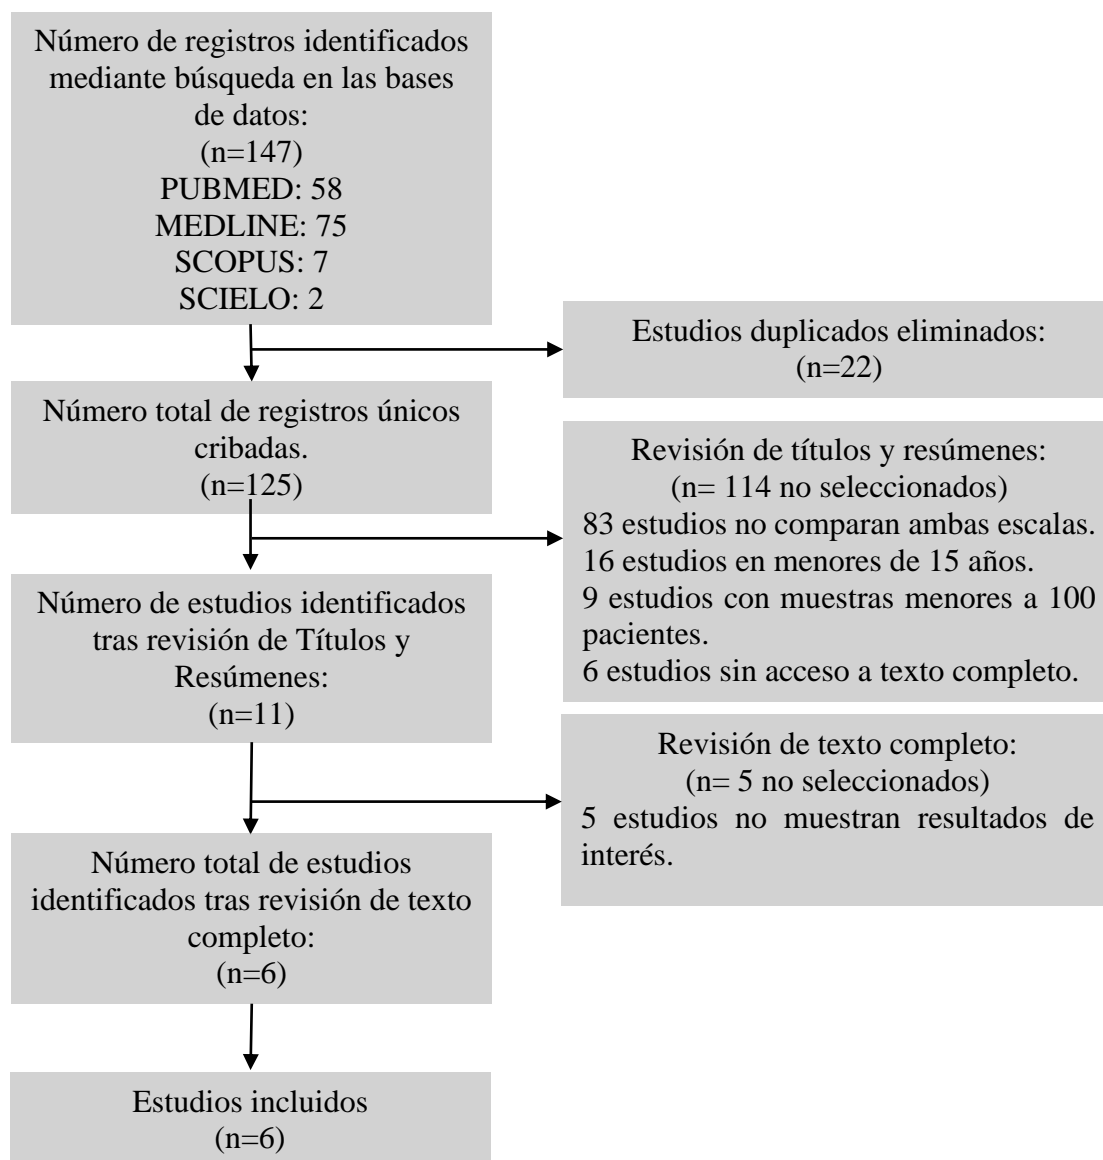 Número de registros identificados
mediante búsqueda en las bases
de datos:
(n=147)
PUBMED: 58
MEDLINE: 75
SCOPUS: 7
SCIELO: 2
Estudios duplicados eliminados:
(n=22)
Número total de registros únicos
cribadas.
(n=125)
Revisión de títulos y resúmenes:
(n= 114 no seleccionados)
83 estudios no comparan ambas escalas.
16 estudios en menores de 15 años.
9 estudios con muestras menores a 100
pacientes.
6 estudios sin acceso a texto completo.
Número de estudios identificados
tras revisión de Títulos y
Resúmenes:
(n=11)
Revisión de texto completo:
(n= 5 no seleccionados)
5 estudios no muestran resultados de
interés.
Número total de estudios
identificados tras revisión de texto
completo:
(n=6)
Estudios incluidos
(n=6)